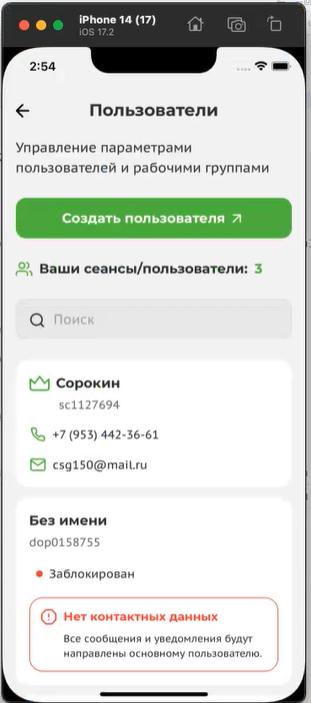 iPhone 14 (17)
iOS 17.2
2:54
Пользователи
Управление параметрами
пользователей и рабочими группами
Создать пользователя
Ваши сеансы/пользователи: 3
Поиск
Сорокин
sc1127694
+7 (953) 442-36-61
csg150@mail.ru
Без имени
dop0158755
Заблокирован
Нет контактных данных
Все сообщения и уведомления будут
направлены основному пользователю.